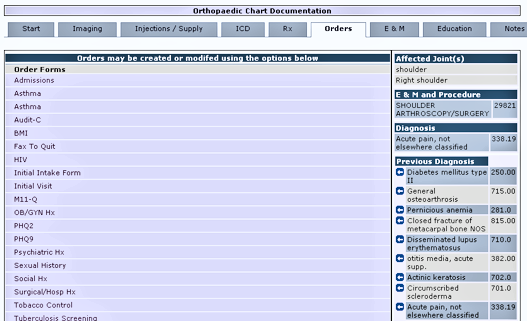 Orthopaedic Chart Documentation
Start Imaging Injections / Supply ICD Rx Orders E & M Education Notes
Orders may be created or modifed using the options below
Order Forms
Admissions
Asthma
Asthma
Audit-C
BMI
Fax To Quit
HIV
Initial Intake Form
Initial Visit
M11-Q
OB/GYN Hx
PHQ2
PHQ9
Psychiatric Hx
Sexual History
Social Hx
Surgical/Hosp Hx
Tobacco Control
Tuberculosis Screening
Affected Joint(s)
shoulder
Right shoulder
E & M and Procedure
SHOULDER 29821
ARTHROSCOPY/SURGERY
Diagnosis
Acute pain, not 338.19
elsewhere classified
Previous Diagnosis
Diabetes mellitus type 250.00
II
General 715.00
osteoarthrosis
Pernicious anemia 281.0
Closed fracture of 815.00
metacarpal bone NOS
Disseminated lupus 710.0
erythematosus
otitis media, acute 382.00
supp.
Actinic keratosis 702.0
Circumscribed 701.0
scleroderma
Acute pain, not 338.19
elsewhere classified